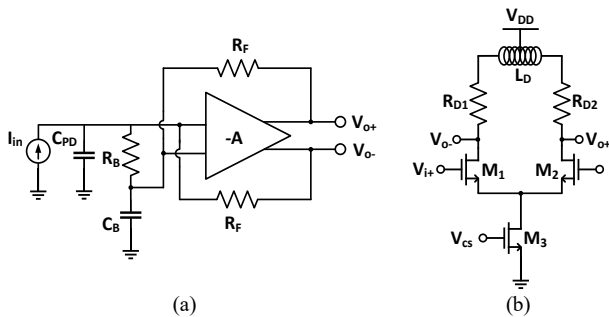 R_F
I_in
C_PD
R_B
C_B
-A
V_o+
V_o-
R_F
(a)
V_DD
L_D
R_D1
R_D2
V_o-
V_o+
V_i+
M_1
M_2
V_cs
M_3
(b)